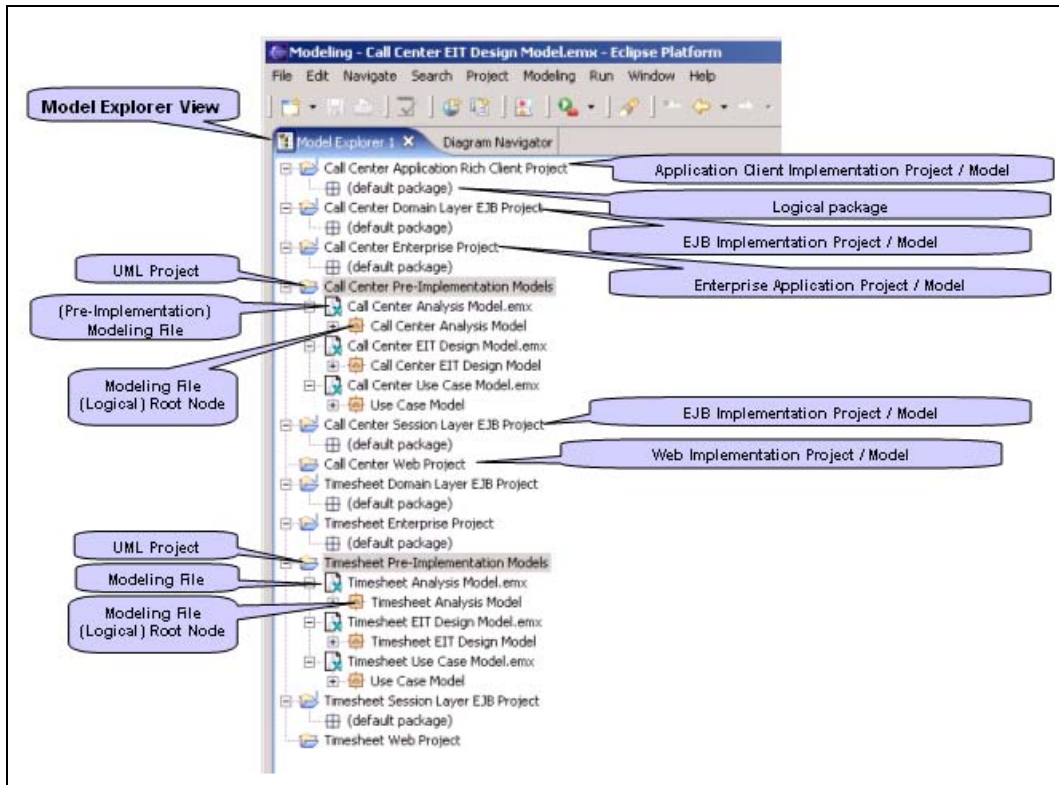 Modeling - Call Center EIT Design Model.emx - Eclipse Platform
File Edit Navigate Search Project Modeling Run Window Help
Model Explorer View
Model Explorer 1 Diagram Navigator
Call Center Application Rich Client Project
Application Client Implementation Project / Model
(default package)
Logical package
Call Center Domain Layer EJB Project
(default package)
EJB Implementation Project / Model
Call Center Enterprise Project
(default package)
Enterprise Application Project / Model
UML Project
Call Center Pre-Implementation Models
(Pre-Implementation)
Modeling File
Call Center Analysis Model.emx
Call Center Analysis Model
Call Center EIT Design Model.emx
Call Center EIT Design Model
Modeling File
(Logical) Root Node
Call Center Use Case Model.emx
Use Case Model
Call Center Session Layer EJB Project
EJB Implementation Project / Model
(default package)
Call Center Web Project
Web Implementation Project / Model
Timesheet Domain Layer EJB Project
(default package)
Timesheet Enterprise Project
(default package)
UML Project
Timesheet Pre-Implementation Models
Modeling File
Timesheet Analysis Model.emx
Timesheet Analysis Model
Modeling File
(Logical) Root Node
Timesheet EIT Design Model.emx
Timesheet EIT Design Model
Timesheet Use Case Model.emx
Use Case Model
Timesheet Session Layer EJB Project
(default package)
Timesheet Web Project